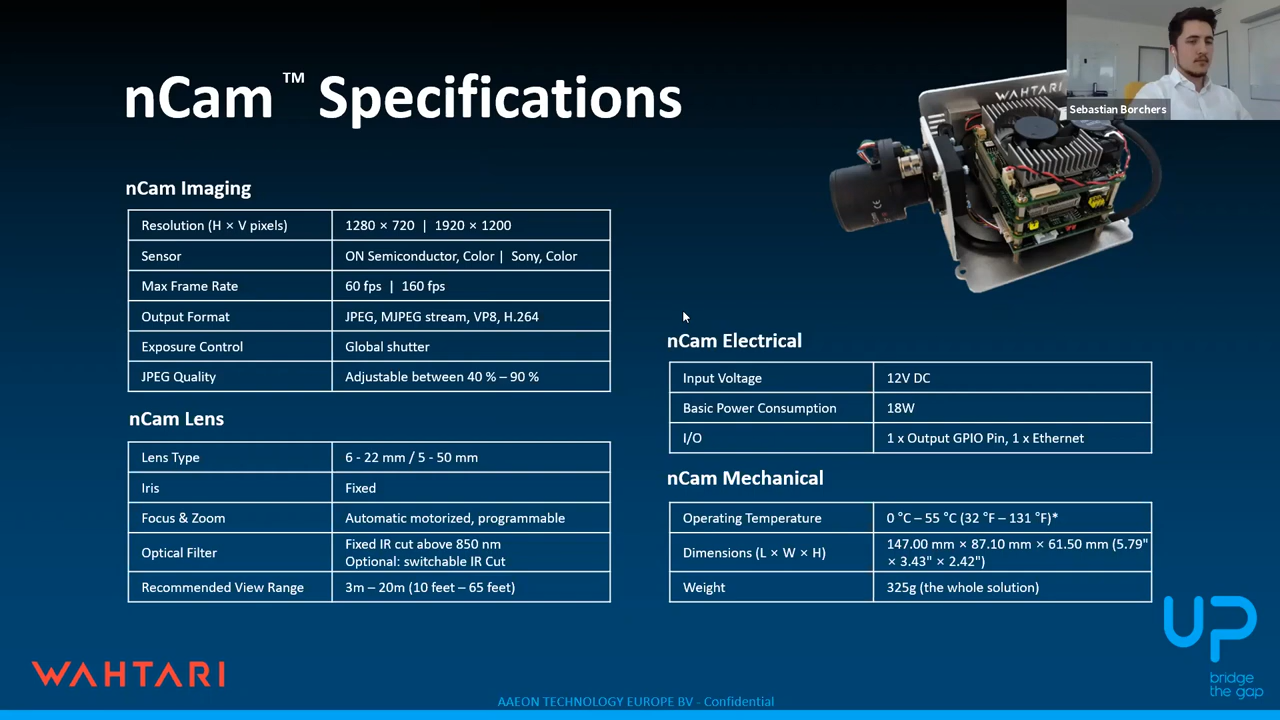 nCam™ Specifications
WAHTARI
Sebastian Borchers
nCam Imaging
Resolution (H × V pixels) 1280 × 720 | 1920 × 1200
Sensor ON Semiconductor, Color | Sony, Color
Max Frame Rate 60 fps | 160 fps
Output Format JPEG, MJPEG stream, VP8, H.264
Exposure Control Global shutter
JPEG Quality Adjustable between 40 % – 90 %
nCam Lens
Lens Type 6 - 22 mm / 5 - 50 mm
Iris Fixed
Focus & Zoom Automatic motorized, programmable
Optical Filter Fixed IR cut above 850 nm
Optional: switchable IR Cut
Recommended View Range 3m – 20m (10 feet – 65 feet)
nCam Electrical
Input Voltage 12V DC
Basic Power Consumption 18W
I/O 1 x Output GPIO Pin, 1 x Ethernet
nCam Mechanical
Operating Temperature 0 °C – 55 °C (32 °F – 131 °F)*
Dimensions (L × W × H) 147.00 mm × 87.10 mm × 61.50 mm (5.79"
× 3.43" × 2.42")
Weight 325g (the whole solution)
WAHTARI
AAEON TECHNOLOGY EUROPE BV - Confidential
UP
bridge
the gap